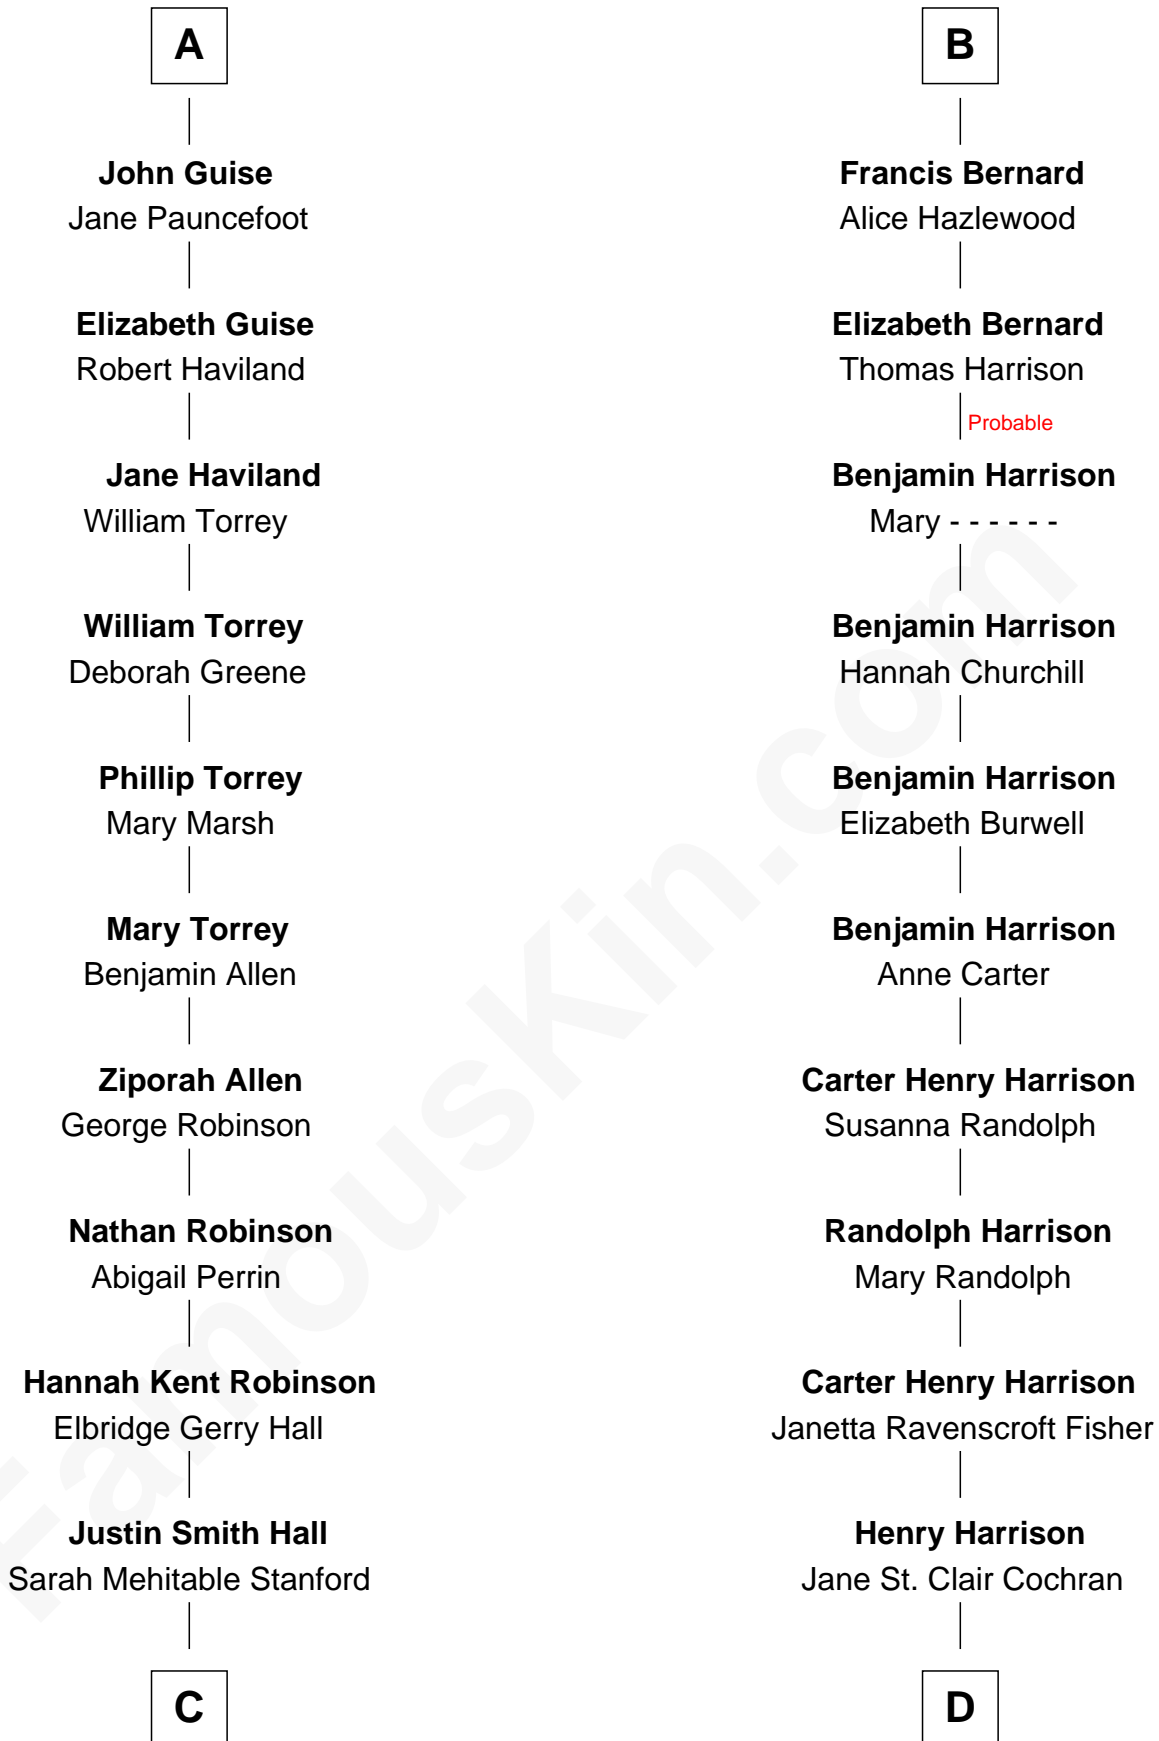 A
John Guise
Jane Pauncefoot
Elizabeth Guise
Robert Haviland
Jane Haviland
William Torrey
William Torrey
Deborah Greene
Phillip Torrey
Mary Marsh
Mary Torrey
Benjamin Allen
Ziporah Allen
George Robinson
Nathan Robinson
Abigail Perrin
Hannah Kent Robinson
Elbridge Gerry Hall
Justin Smith Hall
Sarah Mehitable Stanford
C
B
Francis Bernard
Alice Hazlewood
Elizabeth Bernard
Thomas Harrison
Probable
Benjamin Harrison
Mary - - - - - -
Benjamin Harrison
Hannah Churchill
Benjamin Harrison
Elizabeth Burwell
Benjamin Harrison
Anne Carter
Carter Henry Harrison
Susanna Randolph
Randolph Harrison
Mary Randolph
Carter Henry Harrison
Janetta Ravenscroft Fisher
Henry Harrison
Jane St. Clair Cochran
D
FamousKin.com